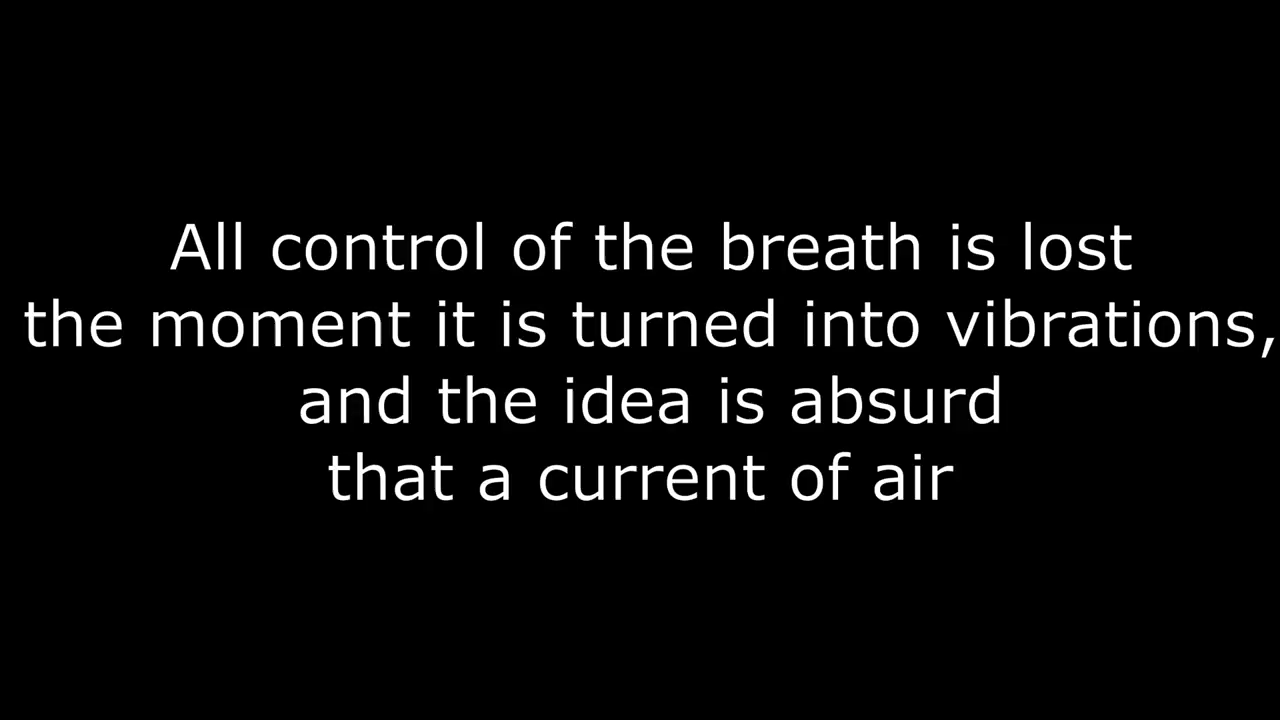 All control of the breath is lost
the moment it is turned into vibrations,
and the idea is absurd
that a current of air